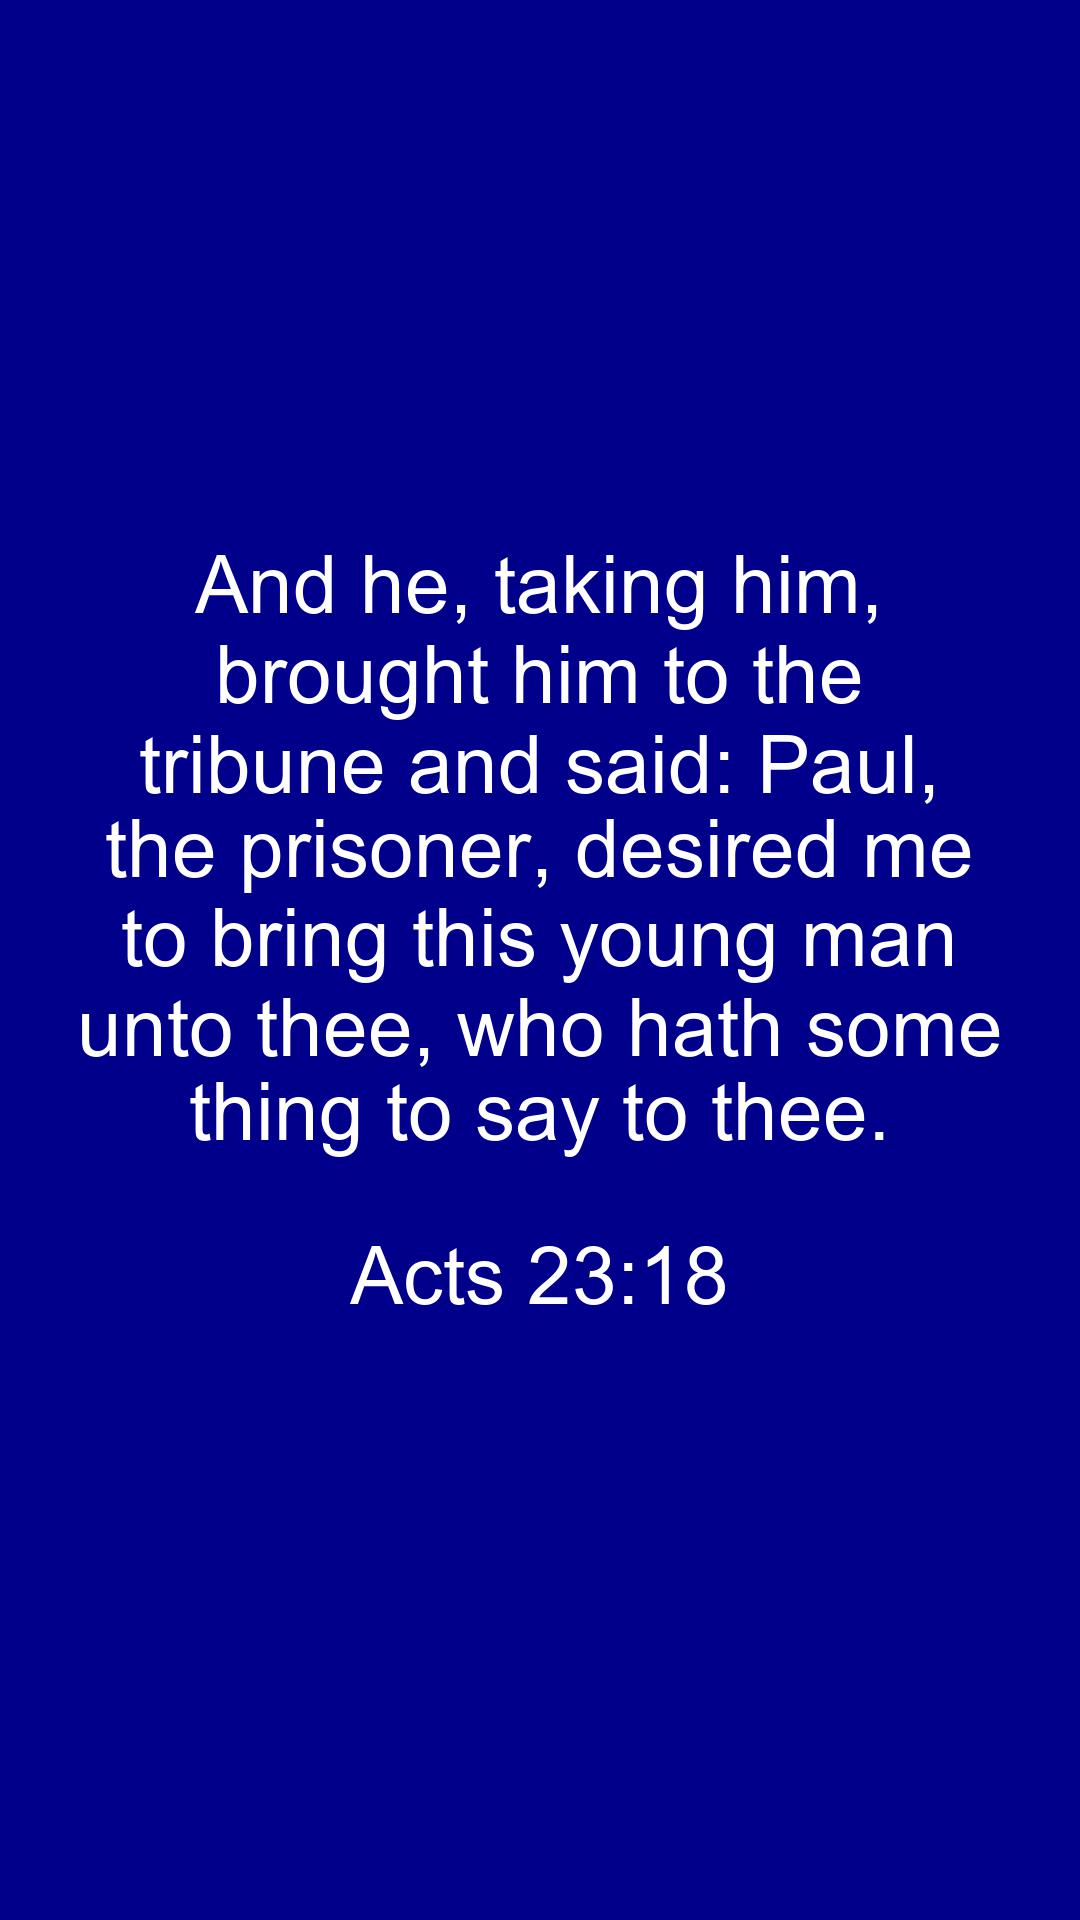 And he, taking him,
brought him to the
tribune and said: Paul,
the prisoner, desired me
to bring this young man
unto thee, who hath some
thing to say to thee.
Acts 23:18